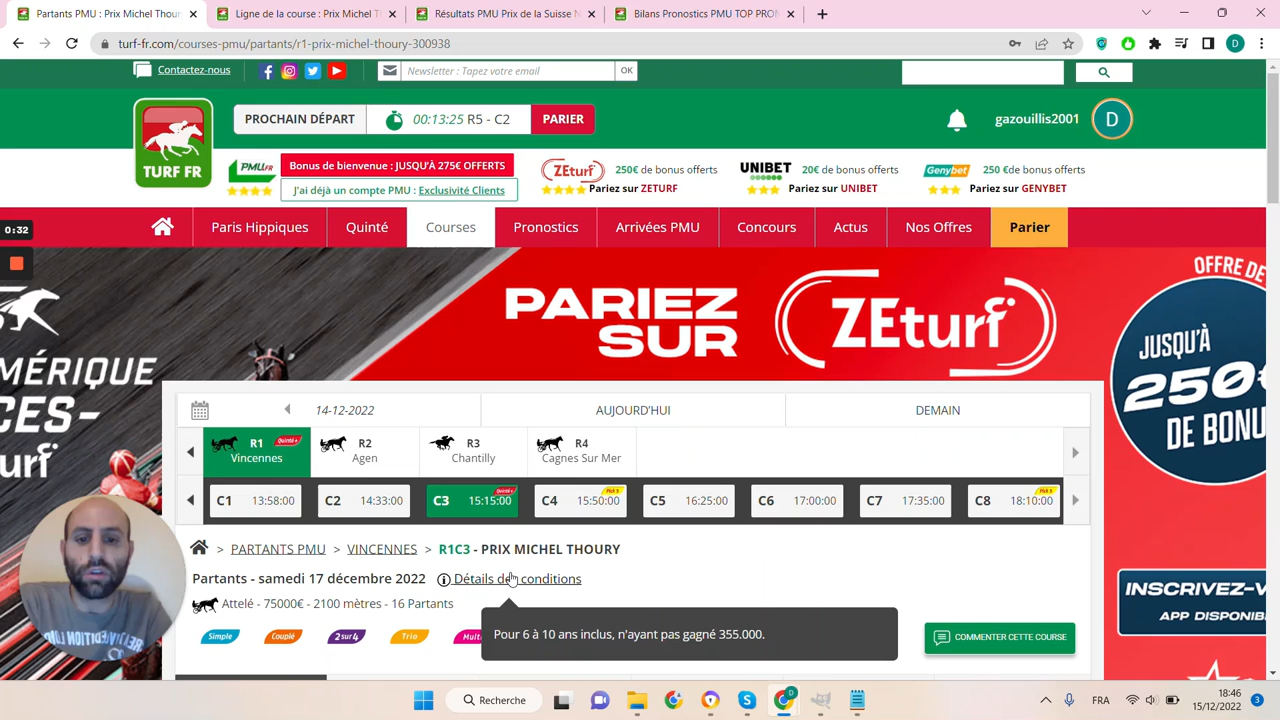 Partants PMU : Prix Michel Thour
Ligne de la course : Prix Michel T
Résultats PMU Prix de la Suisse N
Bilans Pronostics PMU TOP PRON
turf-fr.com/courses-pmu/partants/r1-prix-michel-thoury-300938
D
Contactez-nous
Newsletter : Tapez votre email
OK
TURF FR
PROCHAIN DÉPART
00:13:25 R5 - C2
PARIER
gazouillis2001
D
PMU.FR
Bonus de bienvenue : JUSQU'À 275€ OFFERTS
J'ai déjà un compte PMU : Exclusivité Clients
ZEturf
250€ de bonus offerts
Pariez sur ZETURF
UNIBET
20€ de bonus offerts
Pariez sur UNIBET
Genybet
250 € de bonus offerts
Pariez sur GENYBET
0:32
Paris Hippiques
Quinté
Courses
Pronostics
Arrivées PMU
Concours
Actus
Nos Offres
Parier
PARIEZ
SUR
ZEturf
OFFRE DE
JUSQU'À
250€
DE BONU
MÉRIQUE
CES-
urf
14-12-2022
AUJOURD'HUI
DEMAIN
R1 Quinté+
Vincennes
R2
Agen
R3
Chantilly
R4
Cagnes Sur Mer
C1 13:58:00
C2 14:33:00
C3 15:15:00 Quinté+
C4 15:50:00 Pick 5
C5 16:25:00
C6 17:00:00
C7 17:35:00
C8 18:10:00 Pick 5
> PARTANTS PMU > VINCENNES > R1C3 - PRIX MICHEL THOURY
Partants - samedi 17 décembre 2022
Détails des conditions
Attelé - 75000€ - 2100 mètres - 16 Partants
Simple
Couplé
2sur4
Trio
Multi
Pour 6 à 10 ans inclus, n'ayant pas gagné 355.000.
COMMENTER CETTE COURSE
INSCRIVEZ-V
APP DISPONIB
Recherche
D
FRA
18:46
15/12/2022
3